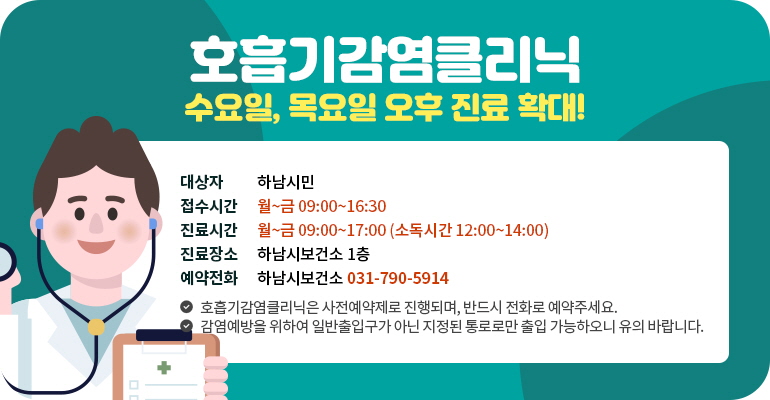 호흡기감염클리닉
수요일, 목요일 오후 진료 확대!
대상자 하남시민
접수시간 월~금 09:00~16:30
진료시간 월~금 09:00~17:00 (소독시간 12:00~14:00)
진료장소 하남시보건소 1층
예약전화 하남시보건소 031-790-5914
호흡기감염클리닉은 사전예약제로 진행되며, 반드시 전화로 예약주세요.
감염예방을 위하여 일반출입구가 아닌 지정된 통로로만 출입 가능하오니 유의 바랍니다.